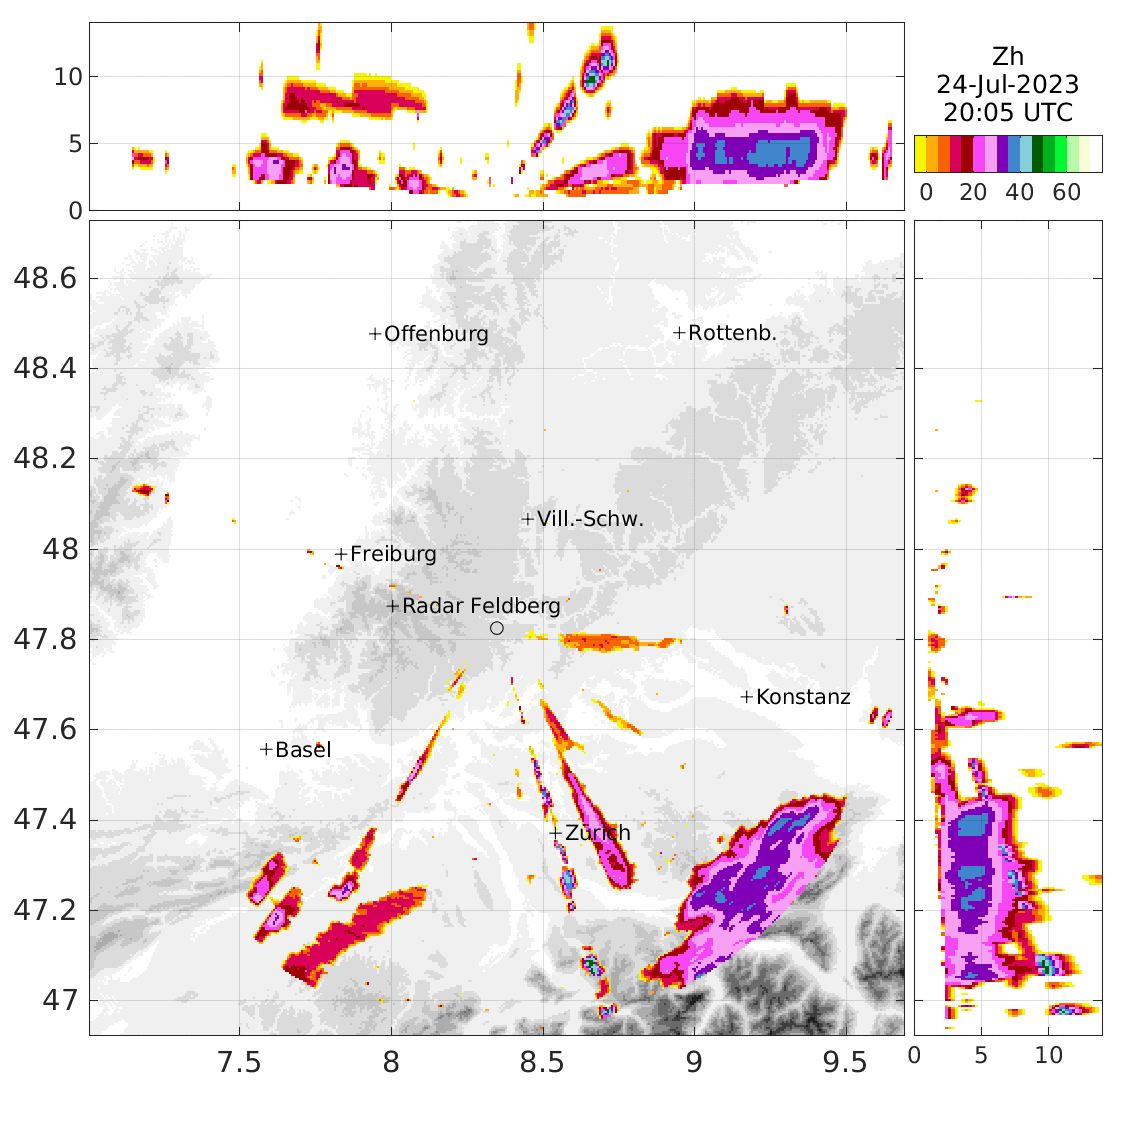 Zh
24-Jul-2023
20:05 UTC
0 20 40 60
10
5
0
48.6
48.4
48.2
48
47.8
47.6
47.4
47.2
47
Offenburg
Rottenb.
Vill.-Schw.
Freiburg
Radar Feldberg
Konstanz
Basel
Zürich
7.5 8 8.5 9 9.5
0 5 10